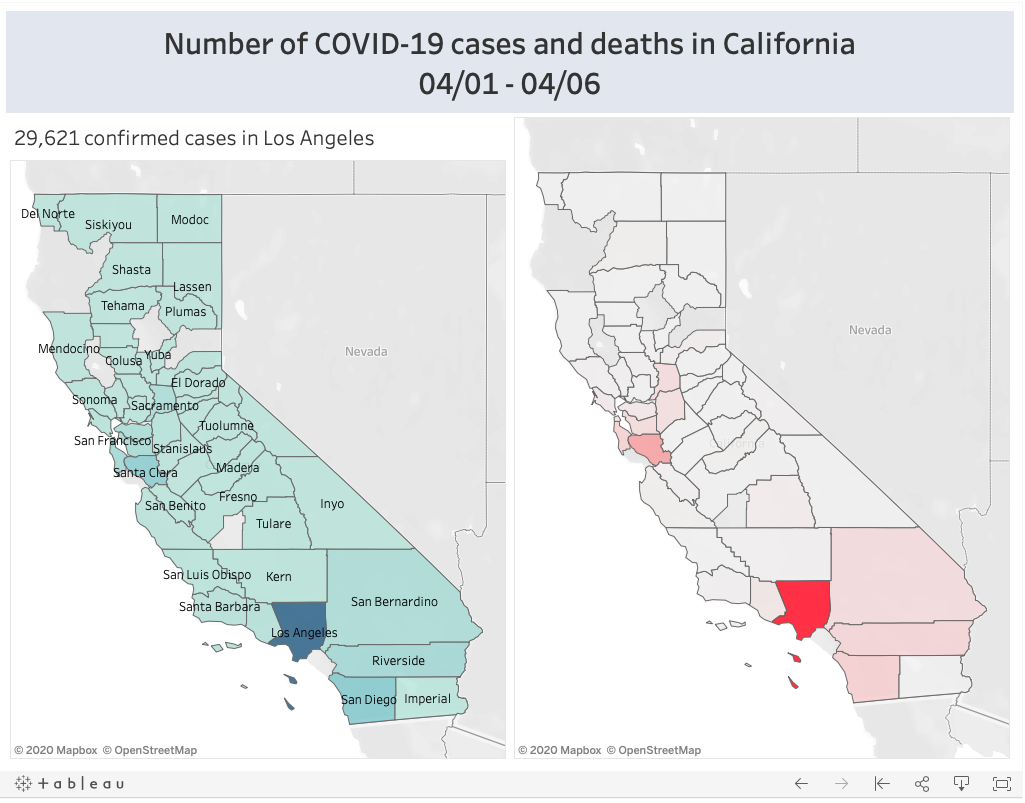 Number of COVID-19 cases and deaths in California
04/01 - 04/06
29,621 confirmed cases in Los Angeles
Del Norte
Siskiyou
Modoc
Shasta
Lassen
Tehama
Plumas
Mendocino
Colusa
Yuba
El Dorado
Sonoma
Sacramento
Tuolumne
San Francisco
Stanislaus
Santa Clara
Madera
Fresno
San Benito
Inyo
Tulare
San Luis Obispo
Kern
San Bernardino
Santa Barbara
Los Angeles
Riverside
San Diego
Imperial
Nevada
© 2020 Mapbox © OpenStreetMap
Nevada
California
© 2020 Mapbox © OpenStreetMap
+ableau